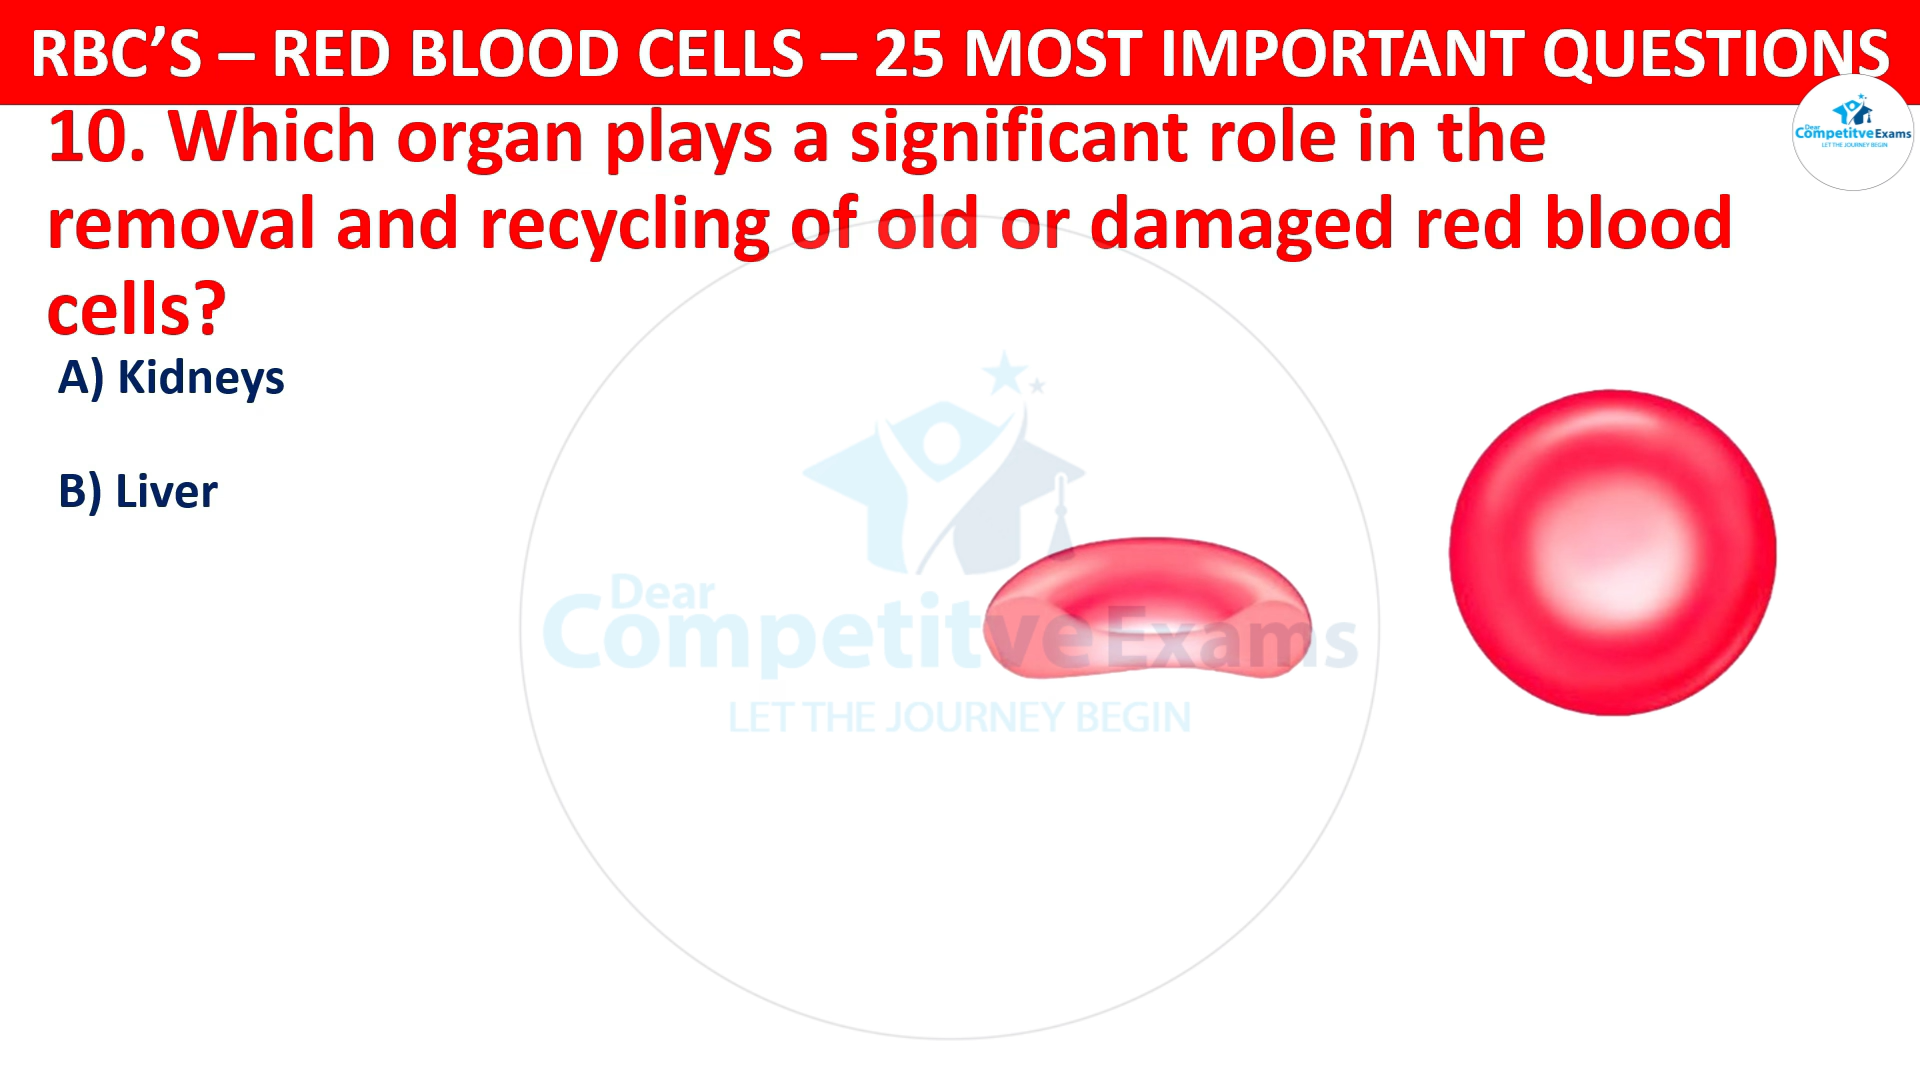 RBC’S – RED BLOOD CELLS – 25 MOST IMPORTANT QUESTIONS
Dear
CompetitveExams
LET THE JOURNEY BEGIN
10. Which organ plays a significant role in the
removal and recycling of old or damaged red blood
cells?
A) Kidneys
B) Liver
Dear
CompetitveExams
LET THE JOURNEY BEGIN